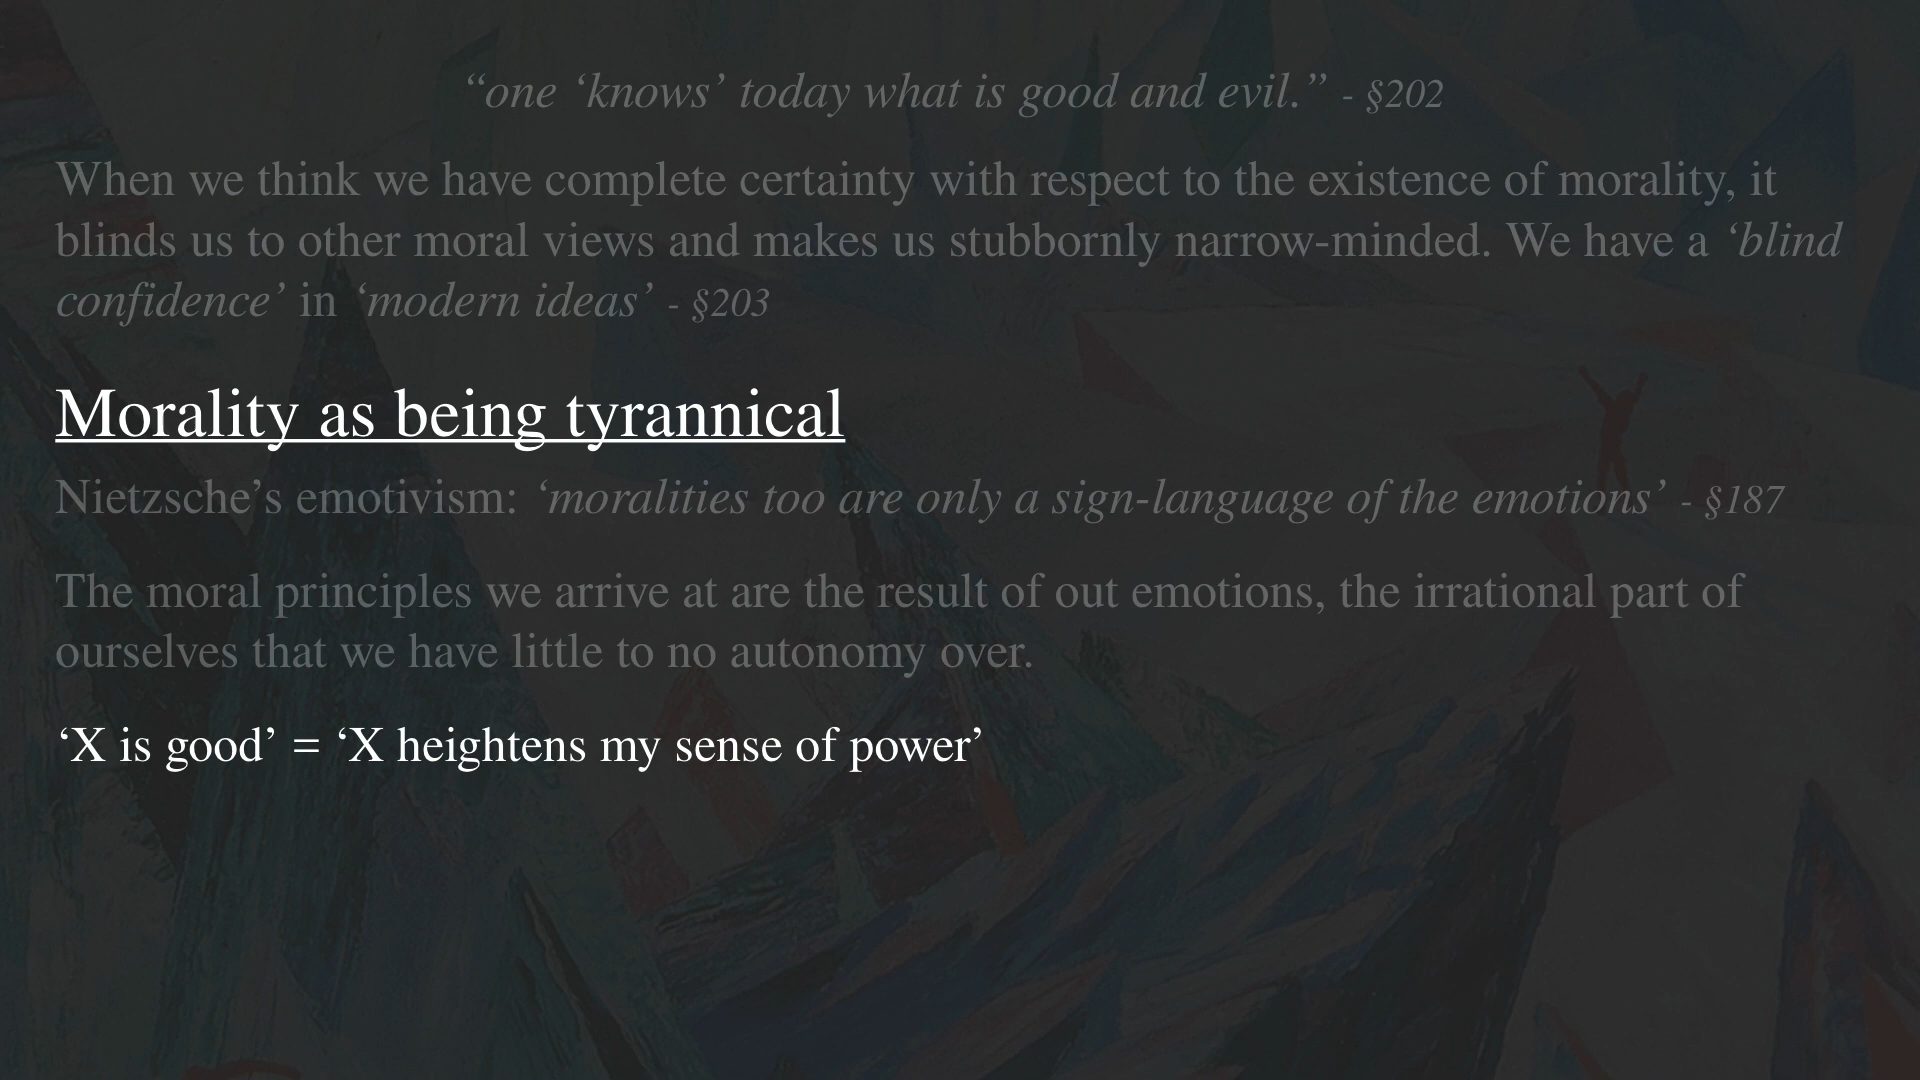 “one ‘knows’ today what is good and evil.” - §202
When we think we have complete certainty with respect to the existence of morality, it
blinds us to other moral views and makes us stubbornly narrow-minded. We have a ‘blind
confidence’ in ‘modern ideas’ - §203
Morality as being tyrannical
Nietzsche’s emotivism: ‘moralities too are only a sign-language of the emotions’ - §187
The moral principles we arrive at are the result of out emotions, the irrational part of
ourselves that we have little to no autonomy over.
‘X is good’ = ‘X heightens my sense of power’